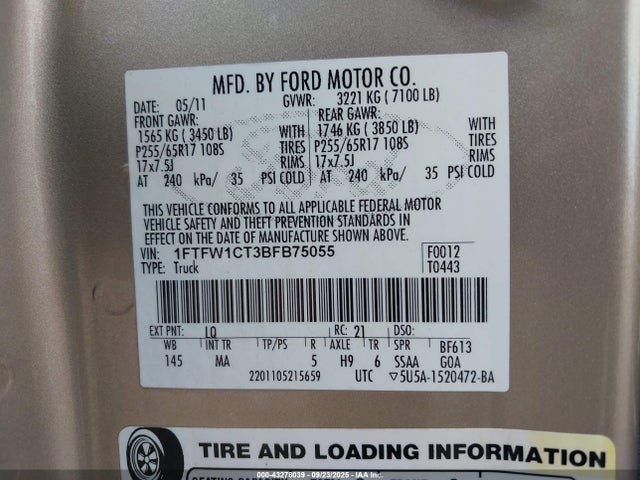 MFD. BY FORD MOTOR CO.
DATE: 05/11 GVWR: 3221 KG ( 7100 LB)
FRONT GAWR: REAR GAWR:
1565 KG ( 3450 LB) WITH 1746 KG ( 3850 LB) WITH
P255/65R17 108S TIRES P255/65R17 108S TIRES
17x7.5J RIMS 17x7.5J RIMS
AT 240 kPa/ 35 PSI COLD AT 240 kPa/ 35 PSI COLD
THIS VEHICLE CONFORMS TO ALL APPLICABLE FEDERAL MOTOR
VEHICLE SAFETY AND THEFT PREVENTION STANDARDS IN
EFFECT ON THE DATE OF MANUFACTURE SHOWN ABOVE.
VIN: 1FTFW1CT3BFB75055 F0012
TYPE: Truck T0443
EXT PNT: LQ RC: 21 DSO:
WB INT TR TP/PS R AXLE TR SPR BF613
145 MA 5 H9 6 SSAA GOA
2201105215659 UTC ▽5U5A-1520472-BA
TIRE AND LOADING INFORMATION
000-43278039 - 09/23/2025 - IAA Inc.